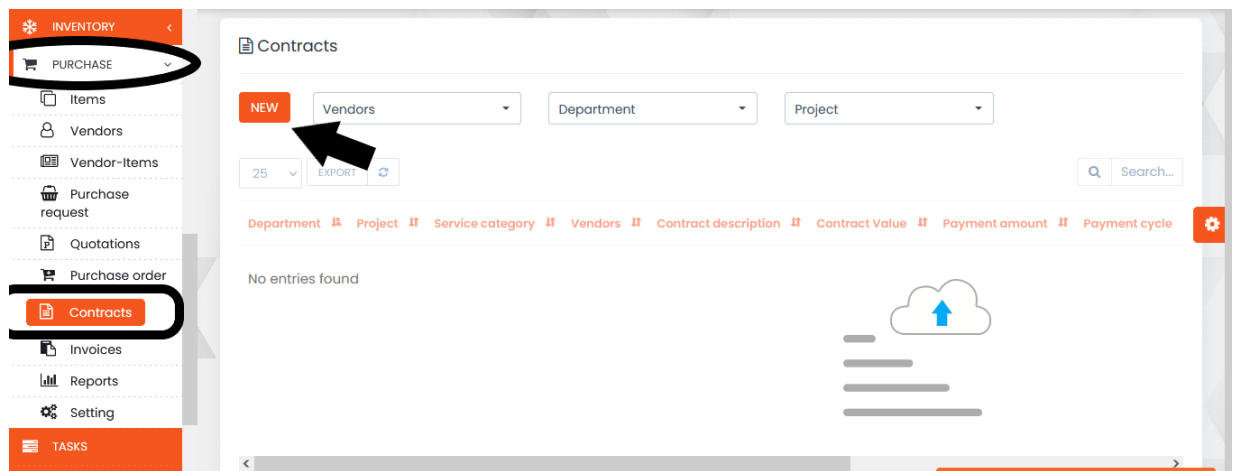 INVENTORY
PURCHASE
Items
Vendors
Vendor-Items
Purchase
request
Quotations
Purchase order
Contracts
Invoices
Reports
Setting
TASKS
Contracts
NEW Vendors Department Project
25 EXPORT Search...
Department Project Service category Vendors Contract description Contract Value Payment amount Payment cycle
No entries found